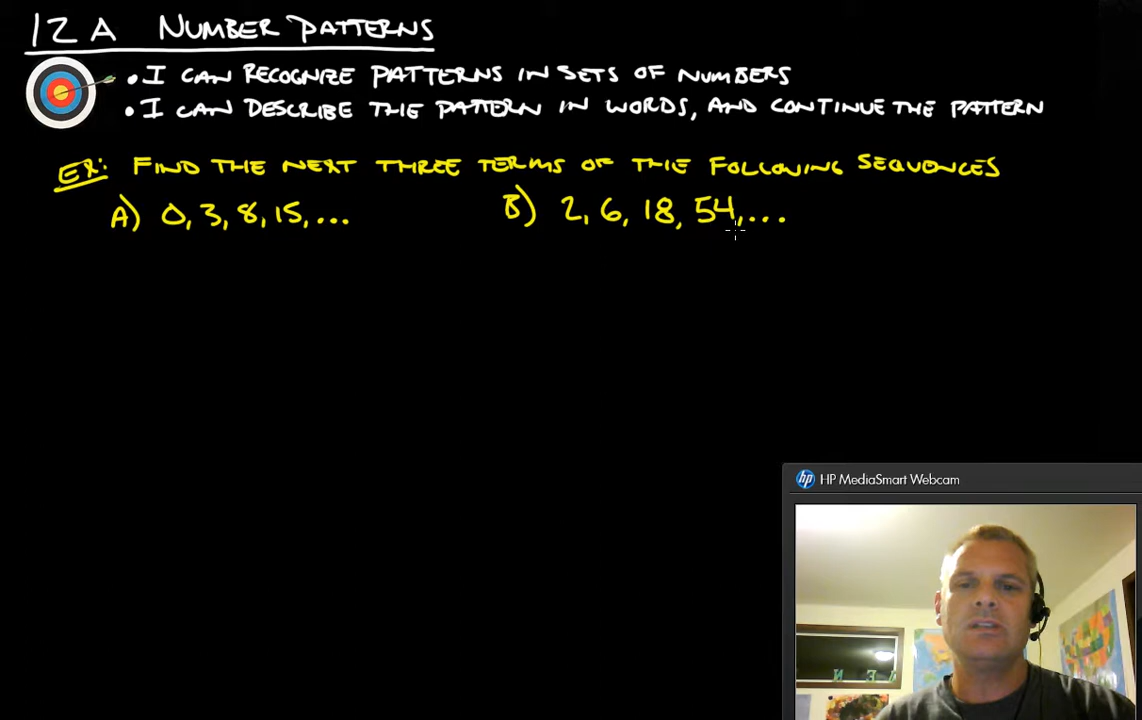 12 A NUMBER PATTERNS
• I CAN RECOGNIZE PATTERNS IN SETS OF NUMBERS
• I CAN DESCRIBE THE PATTERN IN WORDS, AND CONTINUE THE PATTERN
EX: FIND THE NEXT THREE TERMS OF THE FOLLOWING SEQUENCES
A) 0, 3, 8, 15, ... B) 2, 6, 18, 54, ...
hp HP MediaSmart Webcam